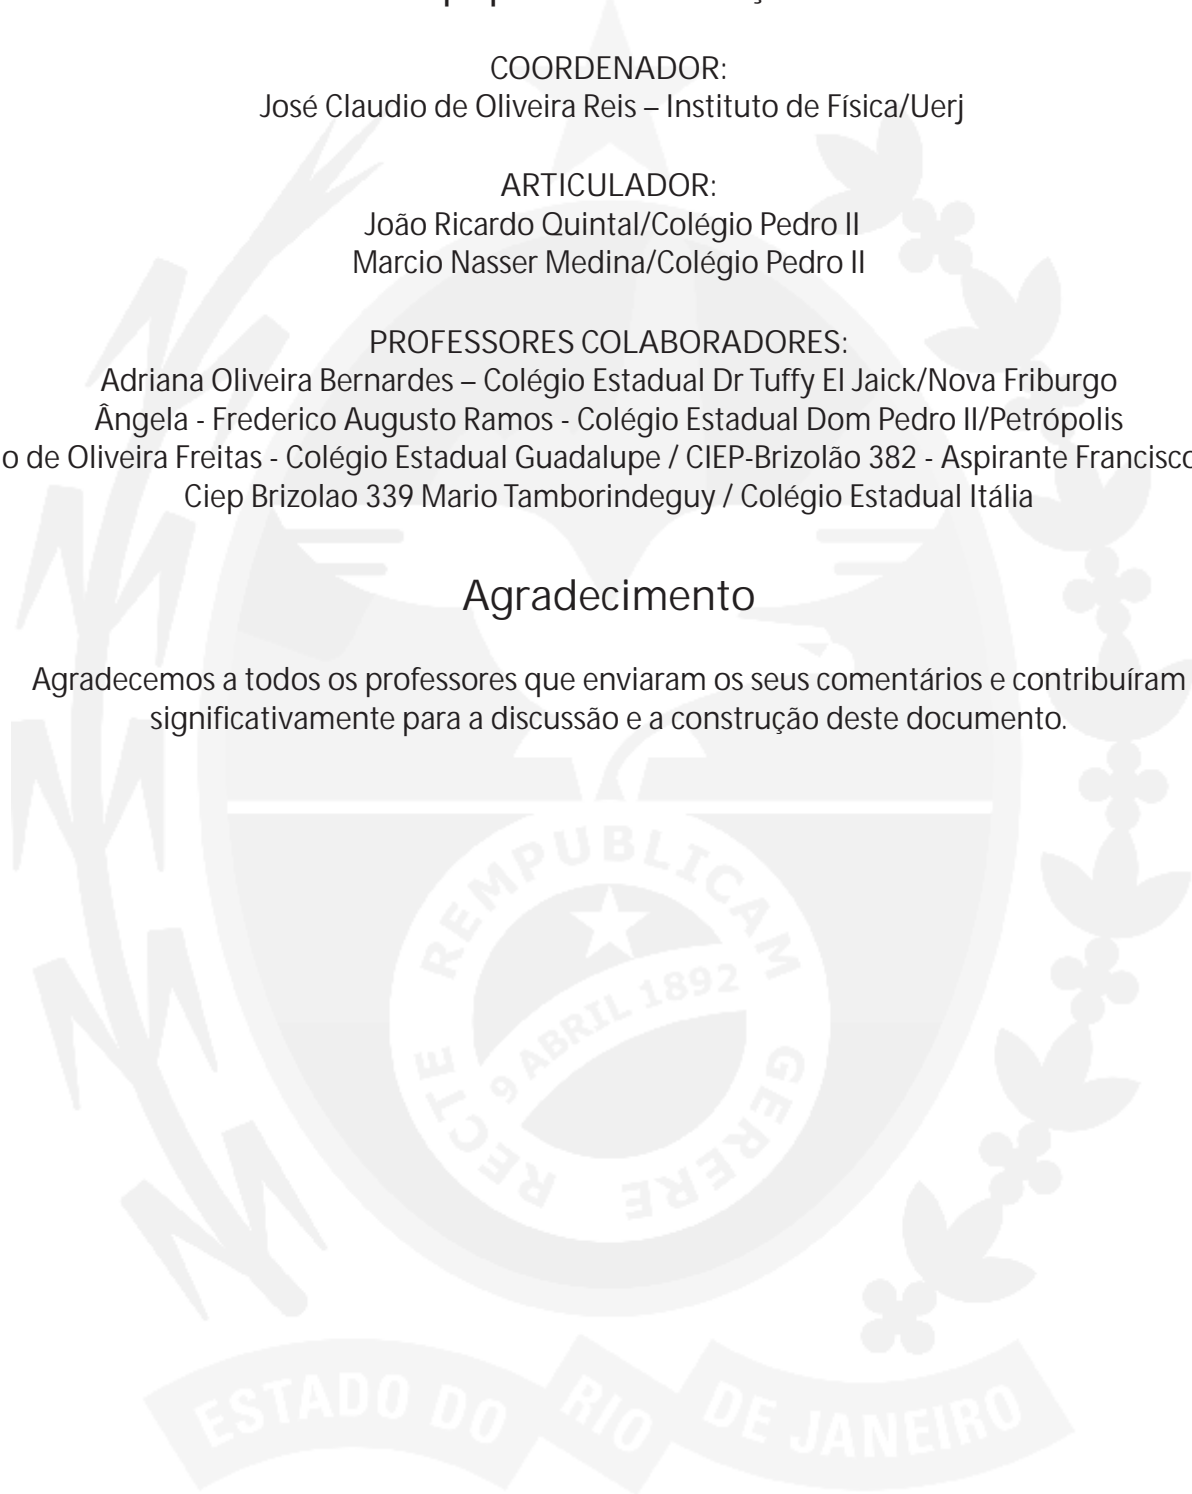 COORDENADOR:
José Claudio de Oliveira Reis – Instituto de Física/Uerj
ARTICULADOR:
João Ricardo Quintal/Colégio Pedro II
Marcio Nasser Medina/Colégio Pedro II
PROFESSORES COLABORADORES:
Adriana Oliveira Bernardes – Colégio Estadual Dr Tuffy El Jaick/Nova Friburgo
Ângela - Frederico Augusto Ramos - Colégio Estadual Dom Pedro II/Petrópolis
o de Oliveira Freitas - Colégio Estadual Guadalupe / CIEP-Brizolão 382 - Aspirante Francisco
Ciep Brizolao 339 Mario Tamborindeguy / Colégio Estadual Itália
Agradecimento
Agradecemos a todos os professores que enviaram os seus comentários e contribuíram
significativamente para a discussão e a construção deste documento.
RECTE REMPUBLICAM GERERE
9 ABRIL 1892
ESTADO DO RIO DE JANEIRO